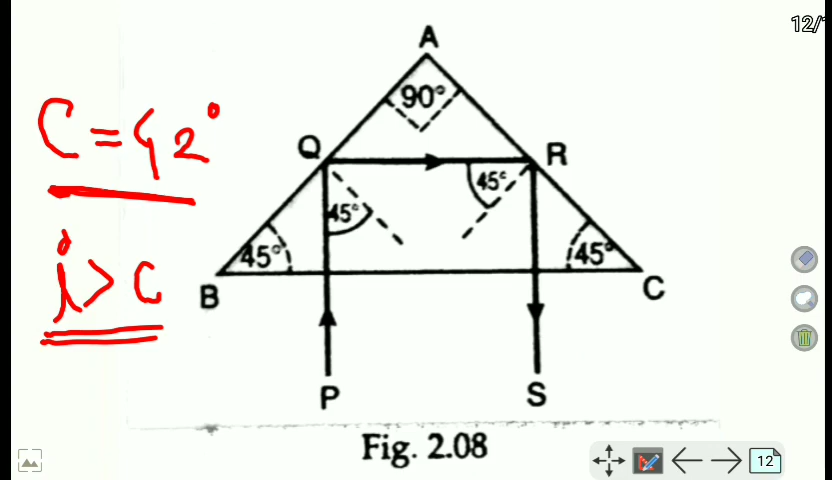 12/
A
90°
C = 42°
Q
R
45°
45°
i > C
45°
45°
B
C
P
S
Fig. 2.08
12